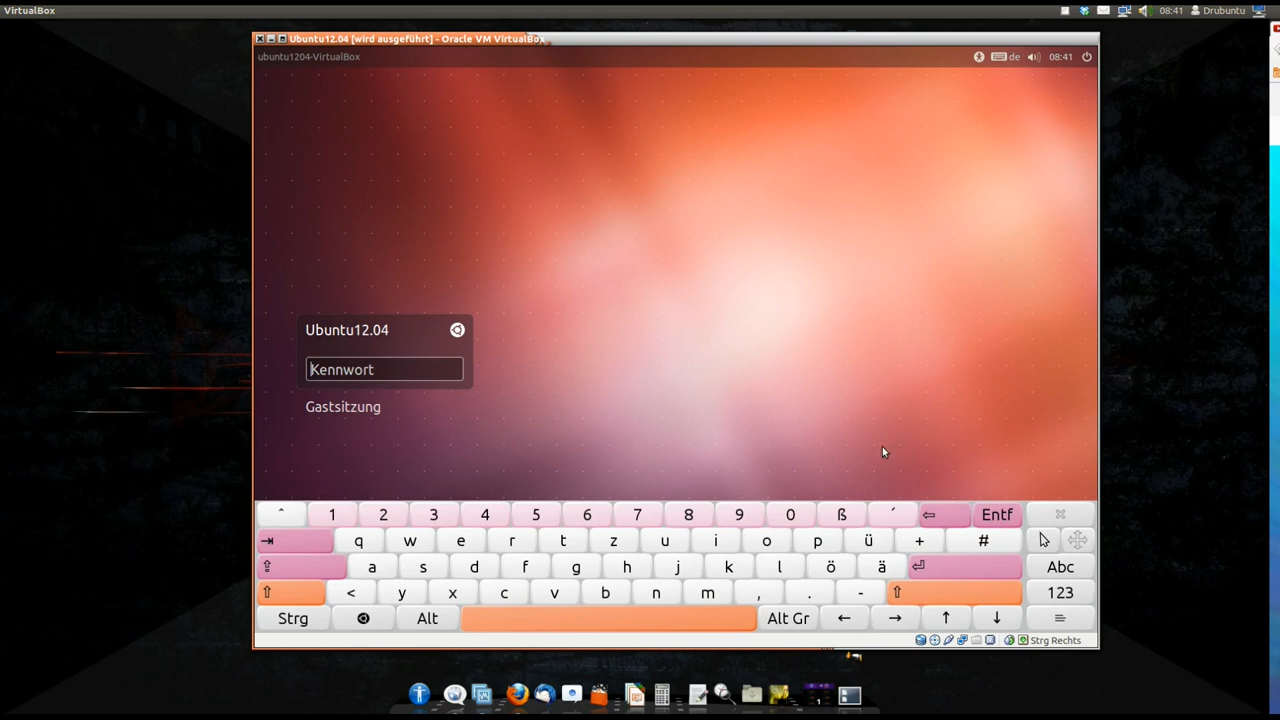 VirtualBox
08:41 Drubuntu
Ubuntu12.04 [wird ausgeführt] - Oracle VM VirtualBox
ubuntu1204-VirtualBox
de 08:41
Ubuntu12.04
Kennwort
Gastsitzung
^ 1 2 3 4 5 6 7 8 9 0 ß ´ ⇦ Entf
⇥ q w e r t z u i o p ü + #
⇪ a s d f g h j k l ö ä ⏎ Abc
⇧ < y x c v b n m , . - ⇧ 123
Strg Alt Alt Gr ← → ↑ ↓
Strg Rechts
1